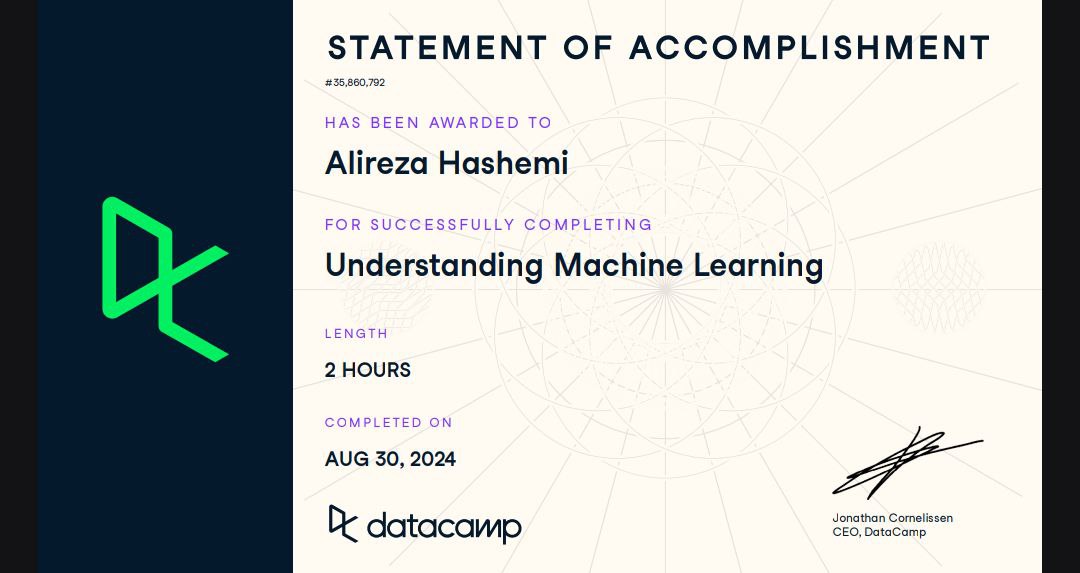 STATEMENT OF ACCOMPLISHMENT
#35,860,792
HAS BEEN AWARDED TO
Alireza Hashemi
FOR SUCCESSFULLY COMPLETING
Understanding Machine Learning
LENGTH
2 HOURS
COMPLETED ON
AUG 30, 2024
datacamp
Jonathan Cornelissen
CEO, DataCamp